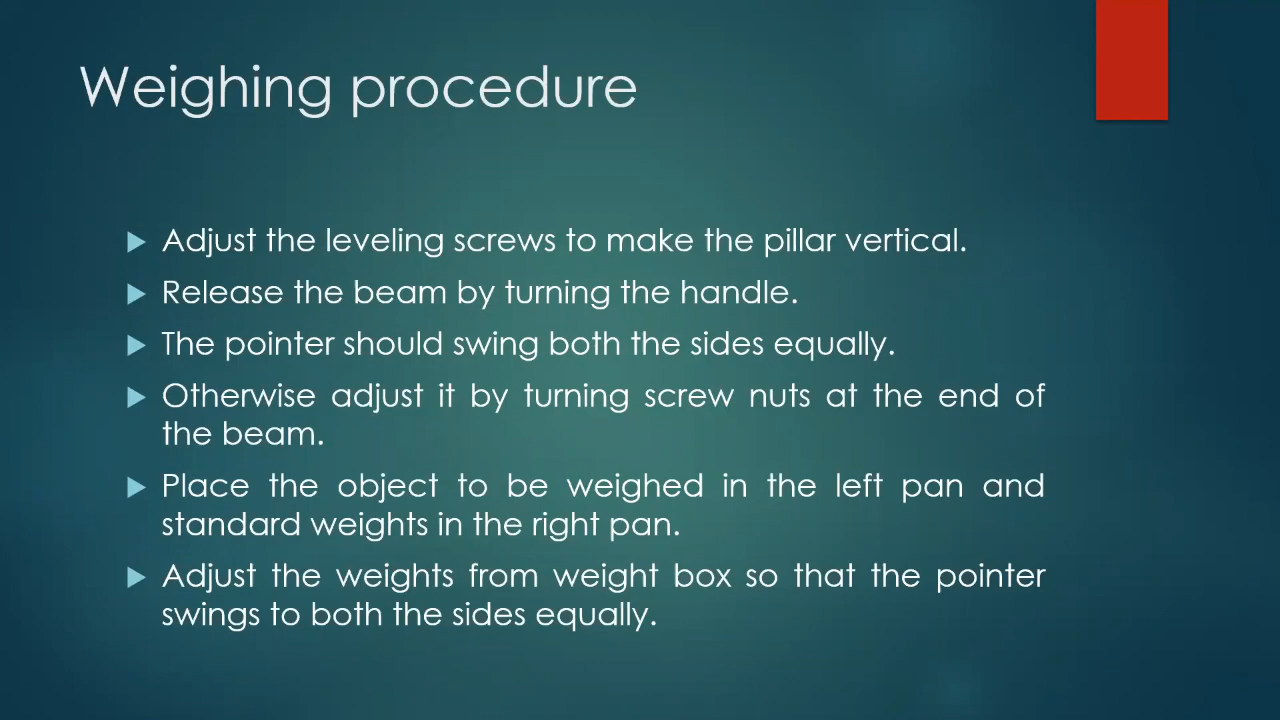 Weighing procedure
Adjust the leveling screws to make the pillar vertical.
Release the beam by turning the handle.
The pointer should swing both the sides equally.
Otherwise adjust it by turning screw nuts at the end of
the beam.
Place the object to be weighed in the left pan and
standard weights in the right pan.
Adjust the weights from weight box so that the pointer
swings to both the sides equally.